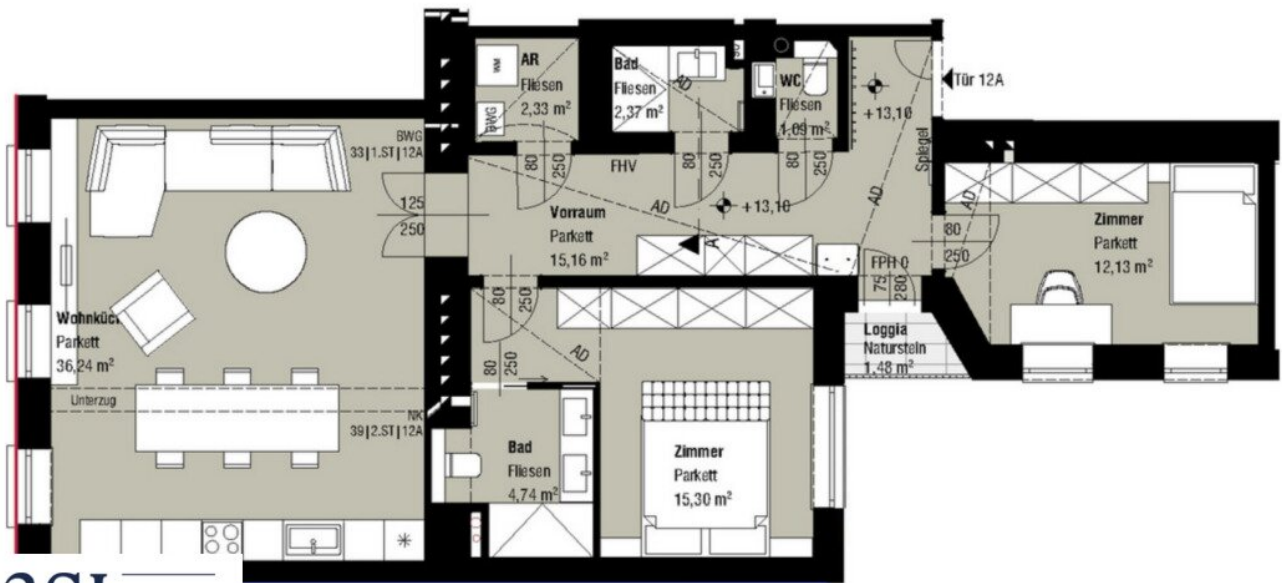 AR
Fliesen
2,33 m²
WM
BWG
80
250
Bad
Fliesen
2,37 m²
AD
80
250
WC
Fliesen
1,09 m²
80
250
+13,10
Tür 12A
Spiegel
AD
BWG
33|1.ST|12A
125
250
FHV
Vorraum
Parkett
15,16 m²
AD
+13,10
A
FPH 0
75
280
80
250
AD
Zimmer
Parkett
12,13 m²
Loggia
Naturstein
1,48 m²
Parkett
36,24 m²
Unterzug
NK
39|2.ST|12A
80
250
AD
80
250
Bad
Fliesen
4,74 m²
Zimmer
Parkett
15,30 m²